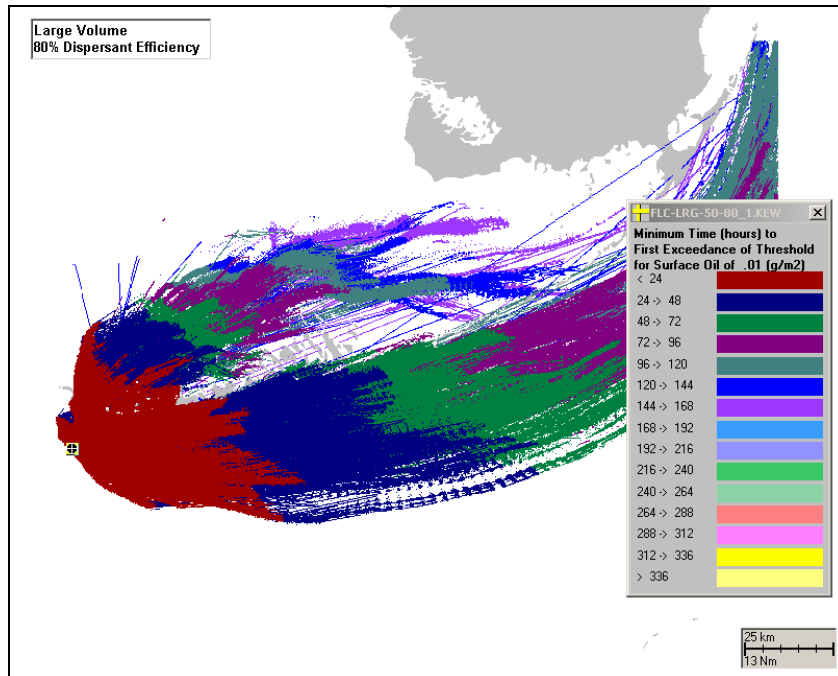 Large Volume
80% Dispersant Efficiency
FLC-LRG-50-80_1.KEW
Minimum Time (hours) to
First Exceedance of Threshold
for Surface Oil of .01 (g/m2)
< 24
24 -> 48
48 -> 72
72 -> 96
96 -> 120
120 -> 144
144 -> 168
168 -> 192
192 -> 216
216 -> 240
240 -> 264
264 -> 288
288 -> 312
312 -> 336
> 336
25 km
13 Nm